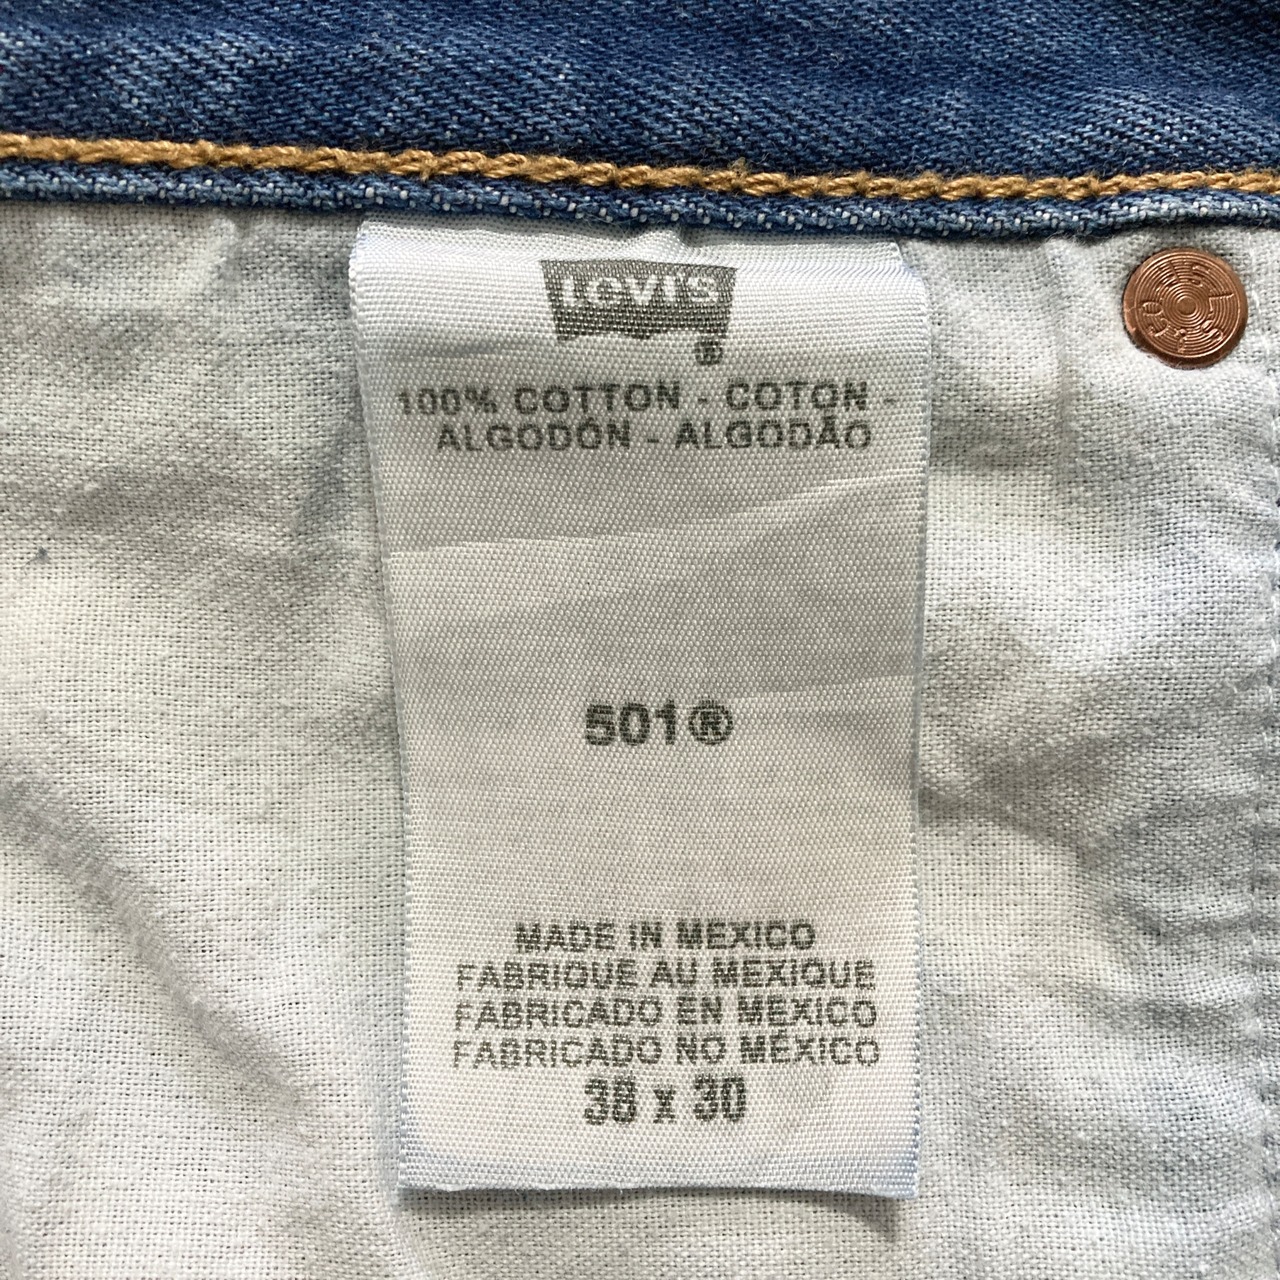 Levi's
®
100% COTTON - COTON -
ALGODÓN - ALGODÃO
501®
MADE IN MEXICO
FABRIQUE AU MEXIQUE
FABRICADO EN MÉXICO
FABRICADO NO MÉXICO
38 x 30